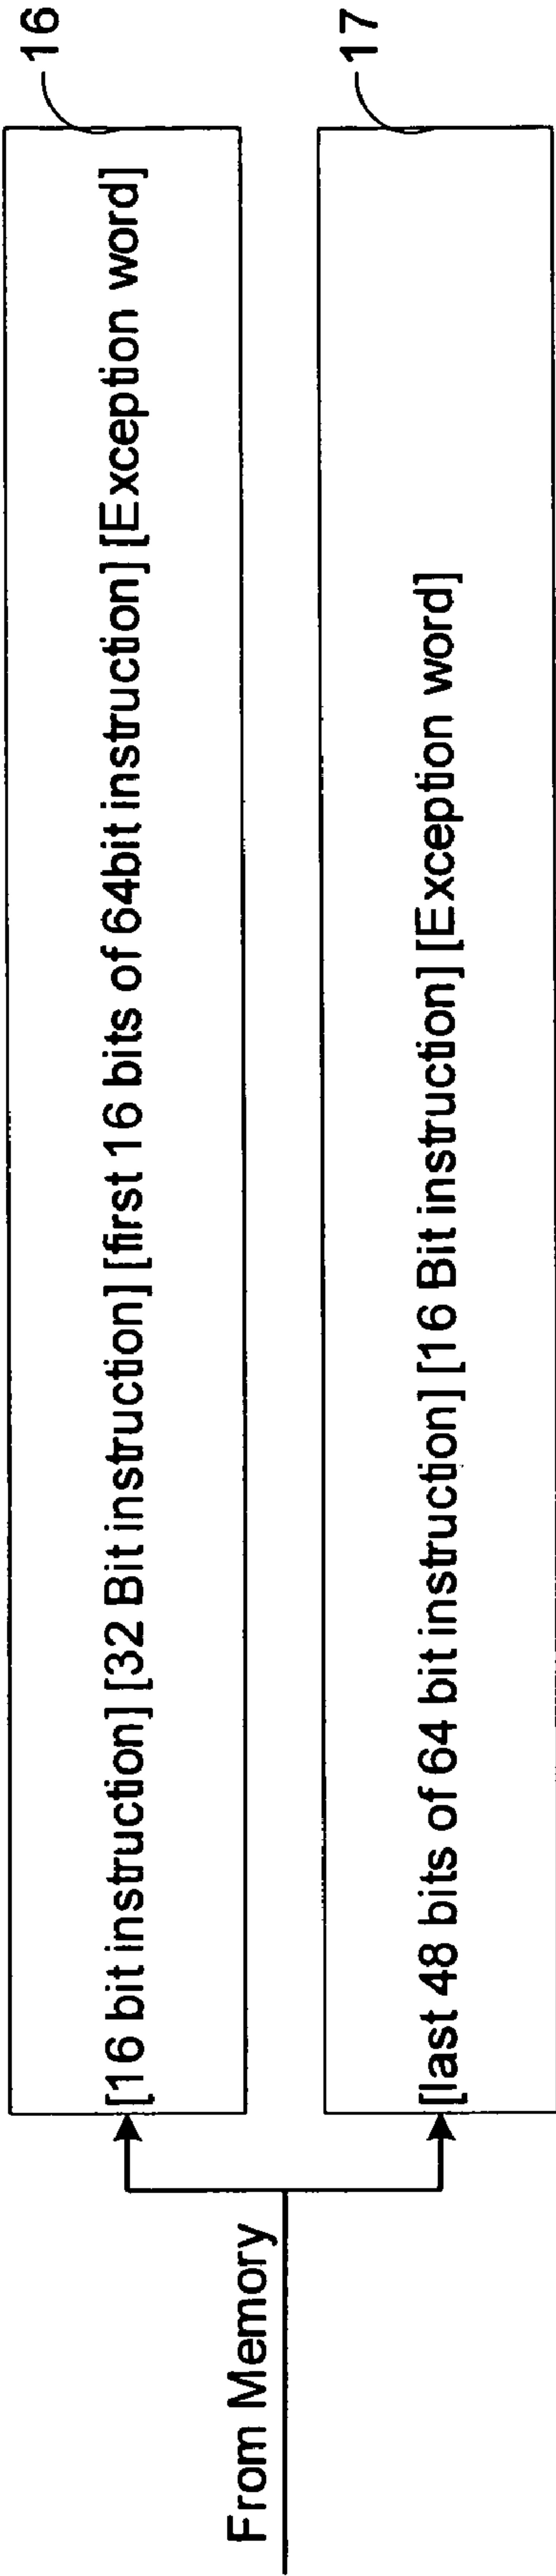 16
[16 bit instruction] [32 Bit instruction] [first 16 bits of 64bit instruction] [Exception word]
From Memory
17
[last 48 bits of 64 bit instruction] [16 Bit instruction] [Exception word]